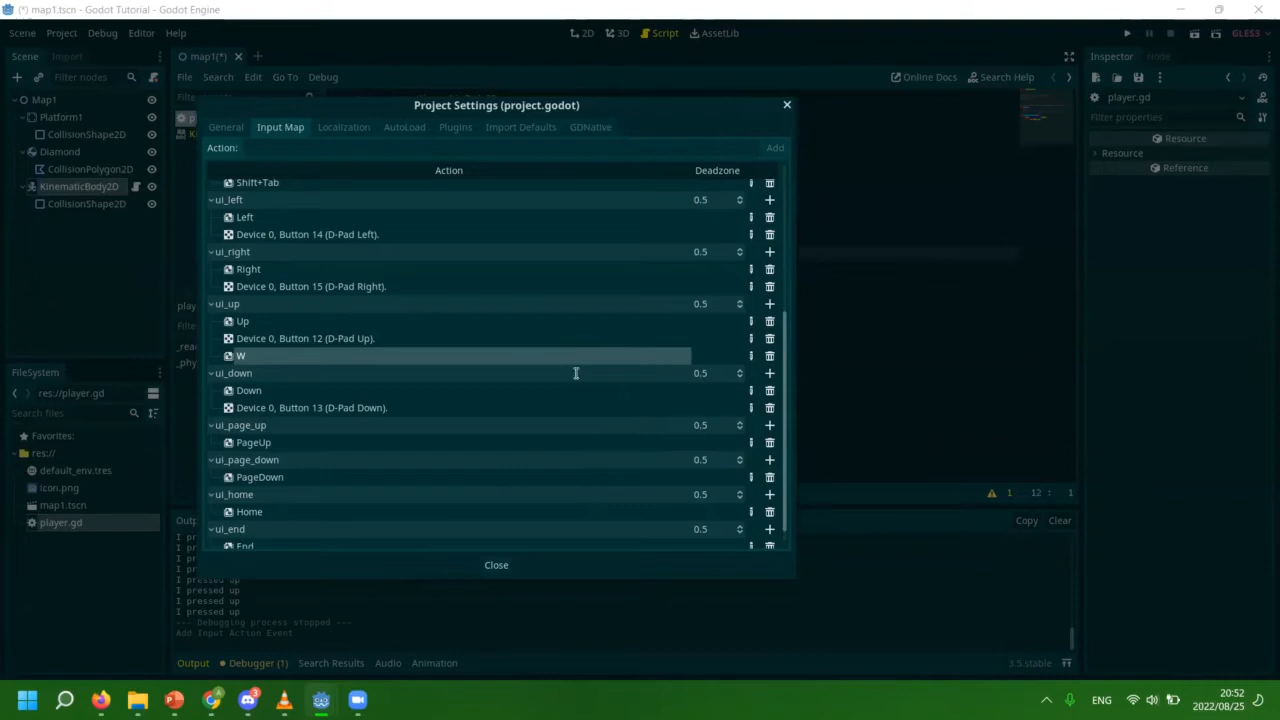 (*) map1.tscn - Godot Tutorial - Godot Engine
Scene Project Debug Editor Help
2D 3D Script AssetLib
GLES3
Scene Import
map1(*)
Inspector Node
Filter nodes
File Search Edit Go To Debug
Online Docs Search Help
Map1
Platform1
CollisionShape2D
Diamond
CollisionPolygon2D
KinematicBody2D
CollisionShape2D
player.gd
Filter properties
Resource
Resource
Reference
Project Settings (project.godot)
General Input Map Localization AutoLoad Plugins Import Defaults GDNative
Action: Add
Action Deadzone
Shift+Tab
ui_left 0.5
Left
Device 0, Button 14 (D-Pad Left).
ui_right 0.5
Right
Device 0, Button 15 (D-Pad Right).
ui_up 0.5
Up
Device 0, Button 12 (D-Pad Up).
W
ui_down 0.5
Down
Device 0, Button 13 (D-Pad Down).
ui_page_up 0.5
PageUp
ui_page_down 0.5
PageDown
ui_home 0.5
Home
ui_end 0.5
End
Close
FileSystem
res://player.gd
Search files
Favorites:
res://
default_env.tres
icon.png
map1.tscn
player.gd
1 12 : 1
Copy Clear
I pressed up
I pressed up
I pressed up
--- Debugging process stopped ---
Add Input Action Event
Output Debugger (1) Search Results Audio Animation
3.5.stable
3
ENG
20:52
2022/08/25